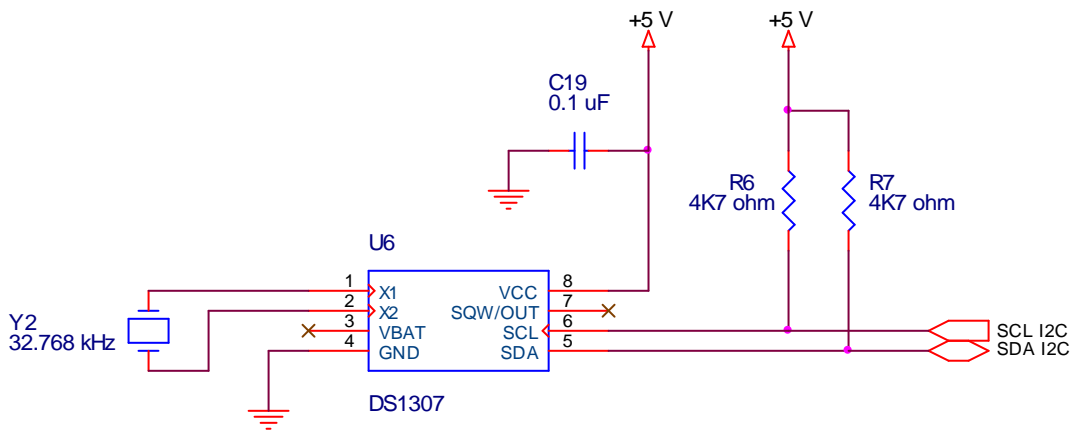 +5 V
+5 V
C19
0.1 uF
R6
4K7 ohm
R7
4K7 ohm
U6
1
X1
VCC
8
2
X2
SQW/OUT
7
3
VBAT
SCL
6
4
GND
SDA
5
Y2
32.768 kHz
SCL I2C
SDA I2C
DS1307